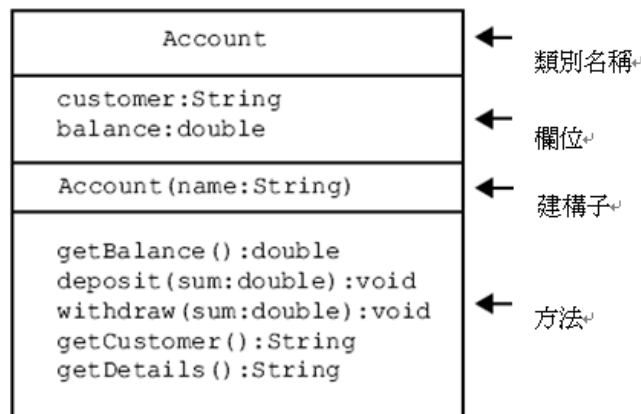 Account
類別名稱↵
customer:String
balance:double
欄位↵
Account(name:String)
建構子↵
getBalance():double
deposit(sum:double):void
withdraw(sum:double):void
getCustomer():String
getDetails():String
方法↵